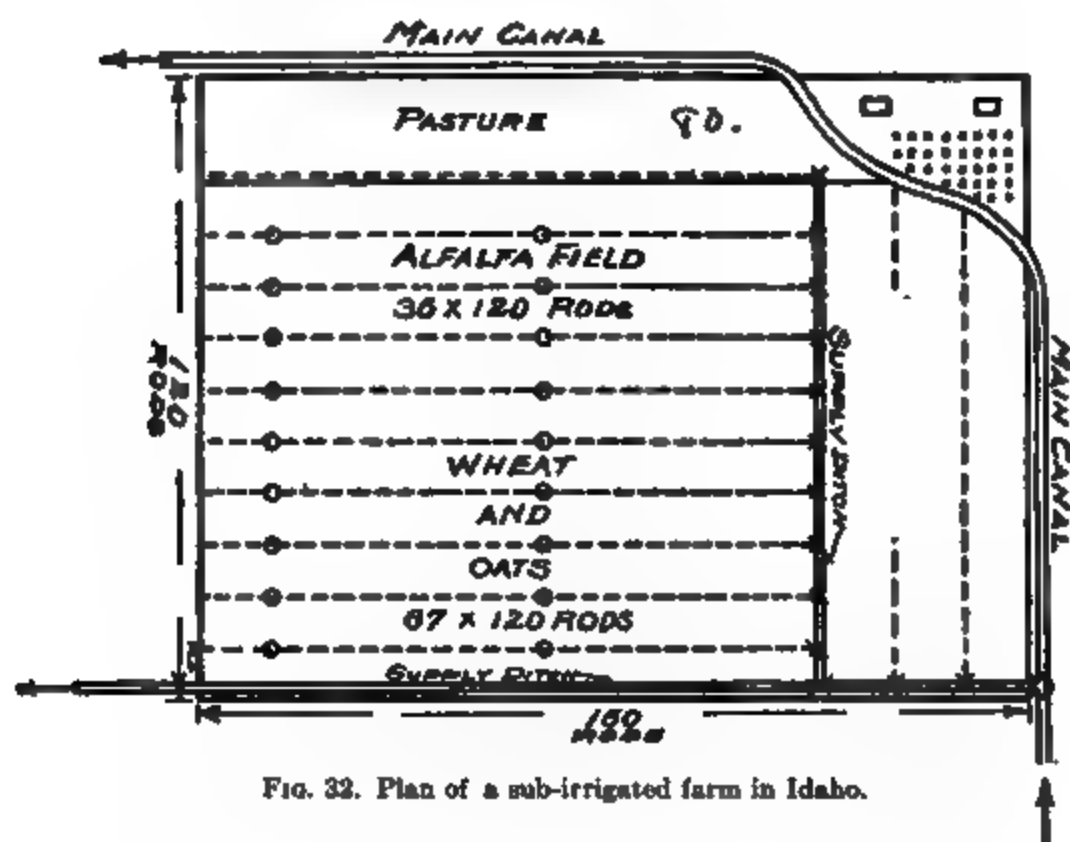 MAIN CANAL
PASTURE
ALFALFA FIELD
36 X 120 RODS
120
RODS
SUPLLY DITCH
MAIN CANAL
WHEAT
AND
OATS
67 X 120 RODS
SUPPLY DITCH
160
RODS
FIG. 32. Plan of a sub-irrigated farm in Idaho.